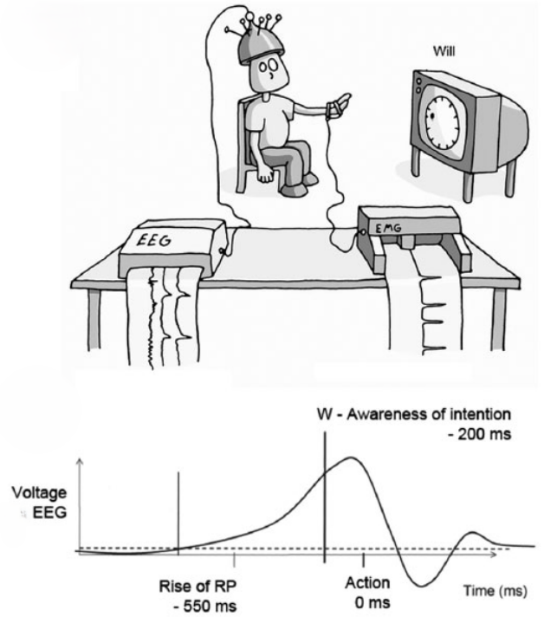 Will
EEG
EMG
W - Awareness of intention
- 200 ms
Voltage
EEG
Rise of RP
- 550 ms
Action
0 ms
Time (ms)